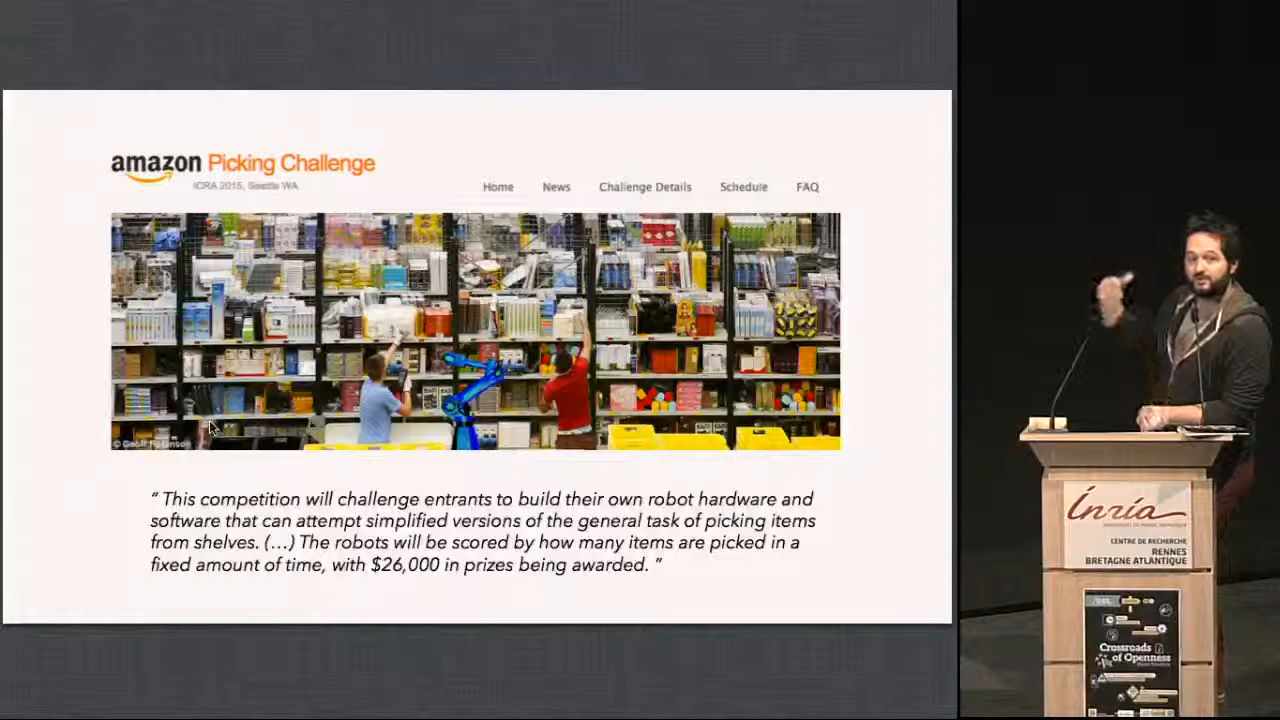 amazon Picking Challenge
ICRA 2015, Seattle WA
Home News Challenge Details Schedule FAQ
© Geoff Robinson
“ This competition will challenge entrants to build their own robot hardware and
software that can attempt simplified versions of the general task of picking items
from shelves. (…) The robots will be scored by how many items are picked in a
fixed amount of time, with $26,000 in prizes being awarded. ”
Inria
CENTRE DE RECHERCHE
RENNES
BRETAGNE ATLANTIQUE
Crossroads
of Openness